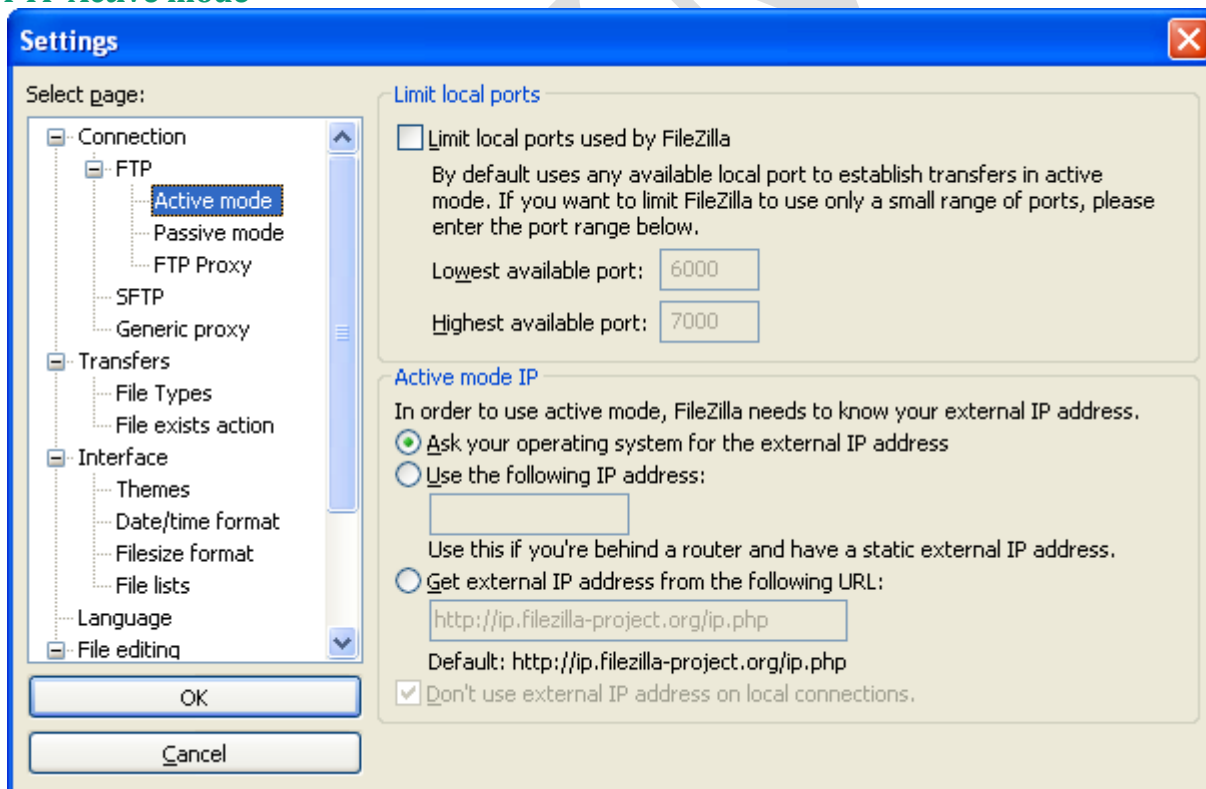 Active mode
Settings
Select page:
Connection
FTP
Active mode
Passive mode
FTP Proxy
SFTP
Generic proxy
Transfers
File Types
File exists action
Interface
Themes
Date/time format
Filesize format
File lists
Language
File editing
OK
Cancel
Limit local ports
Limit local ports used by FileZilla
By default uses any available local port to establish transfers in active
mode. If you want to limit FileZilla to use only a small range of ports, please
enter the port range below.
Lowest available port: 6000
Highest available port: 7000
Active mode IP
In order to use active mode, FileZilla needs to know your external IP address.
Ask your operating system for the external IP address
Use the following IP address:
Use this if you're behind a router and have a static external IP address.
Get external IP address from the following URL:
http://ip.filezilla-project.org/ip.php
Default: http://ip.filezilla-project.org/ip.php
Don't use external IP address on local connections.